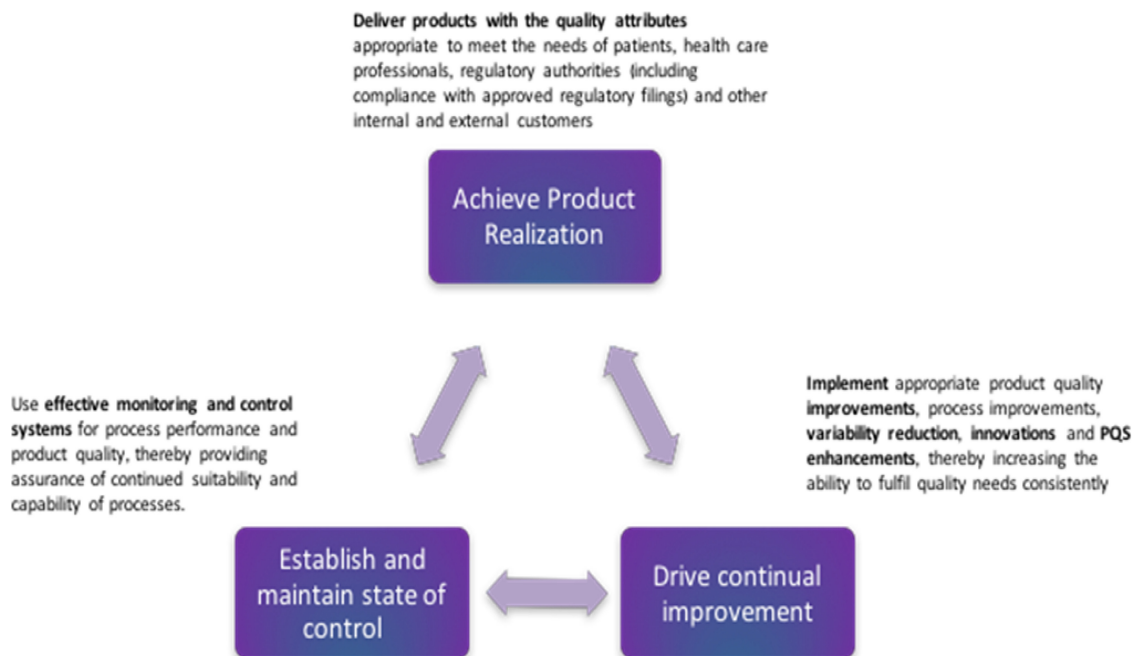 Deliver products with the quality attributes
appropriate to meet the needs of patients, health care
professionals, regulatory authorities (including
compliance with approved regulatory filings) and other
internal and external customers
Achieve Product
Realization
Use effective monitoring and control
systems for process performance and
product quality, thereby providing
assurance of continued suitability and
capability of processes.
Implement appropriate product quality
improvements, process improvements,
variability reduction, innovations and PQS
enhancements, thereby increasing the
ability to fulfil quality needs consistently
Establish and
maintain state of
control
Drive continual
improvement